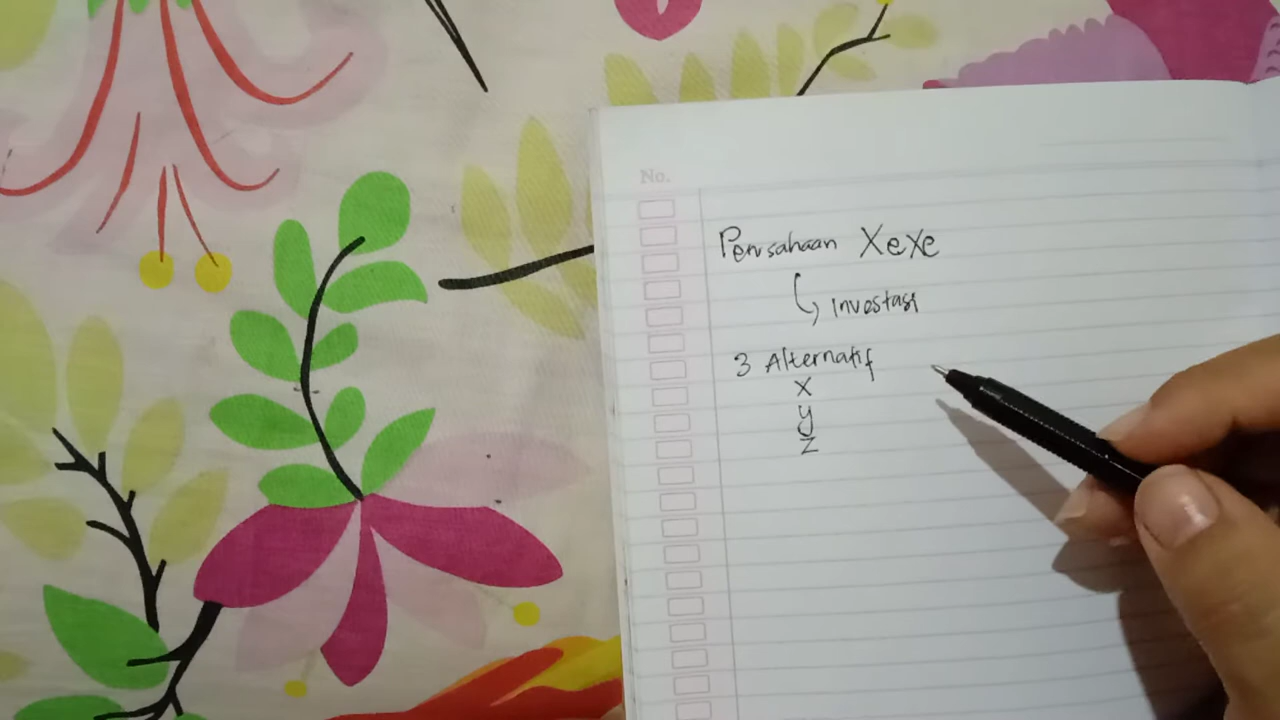 No.
Perusahaan XeXe
↳ Investasi
3 Alternatif
X
y
Z